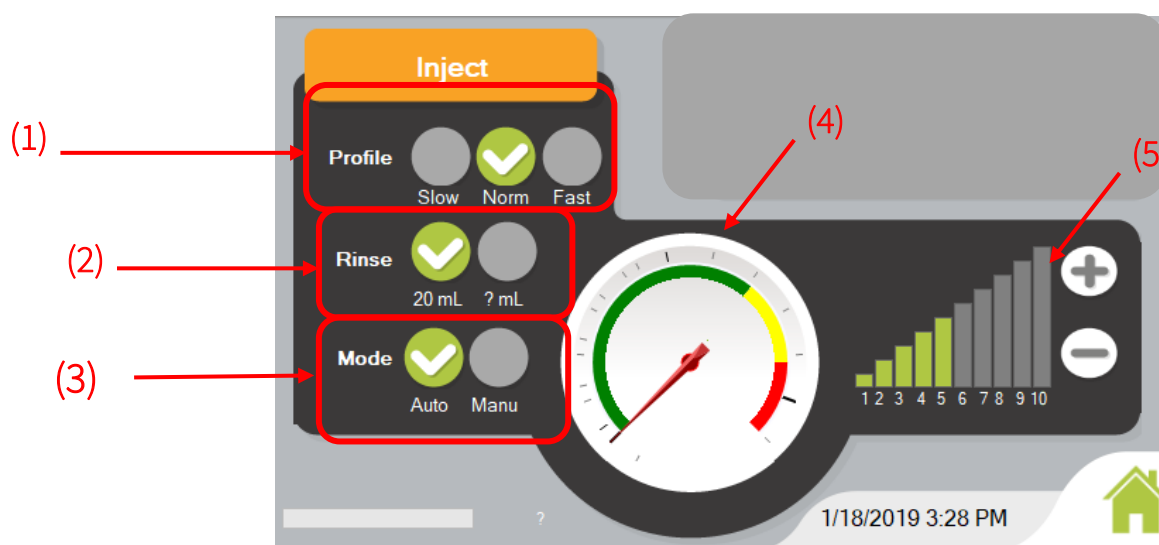 Inject
(1)
Profile
Slow Norm Fast
(2)
Rinse
20 mL ? mL
(3)
Mode
Auto Manu
(4)
(5
1 2 3 4 5 6 7 8 9 10
?
1/18/2019 3:28 PM